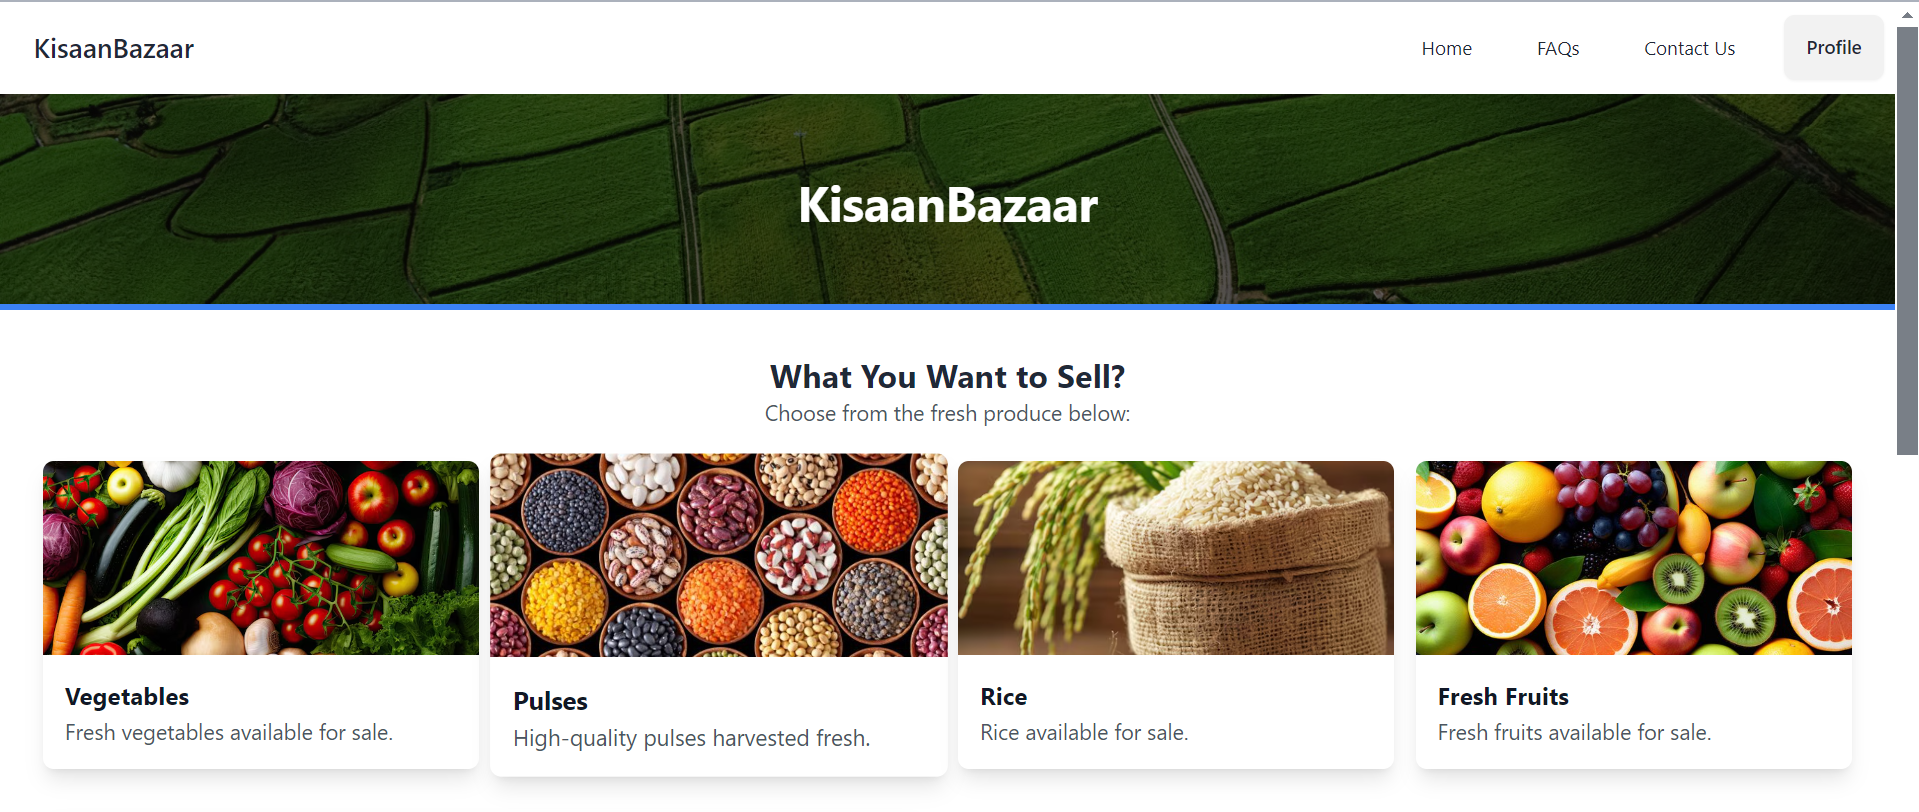 KisaanBazaar
Home
FAQs
Contact Us
Profile
KisaanBazaar
What You Want to Sell?
Choose from the fresh produce below:
Vegetables
Fresh vegetables available for sale.
Pulses
High-quality pulses harvested fresh.
Rice
Rice available for sale.
Fresh Fruits
Fresh fruits available for sale.